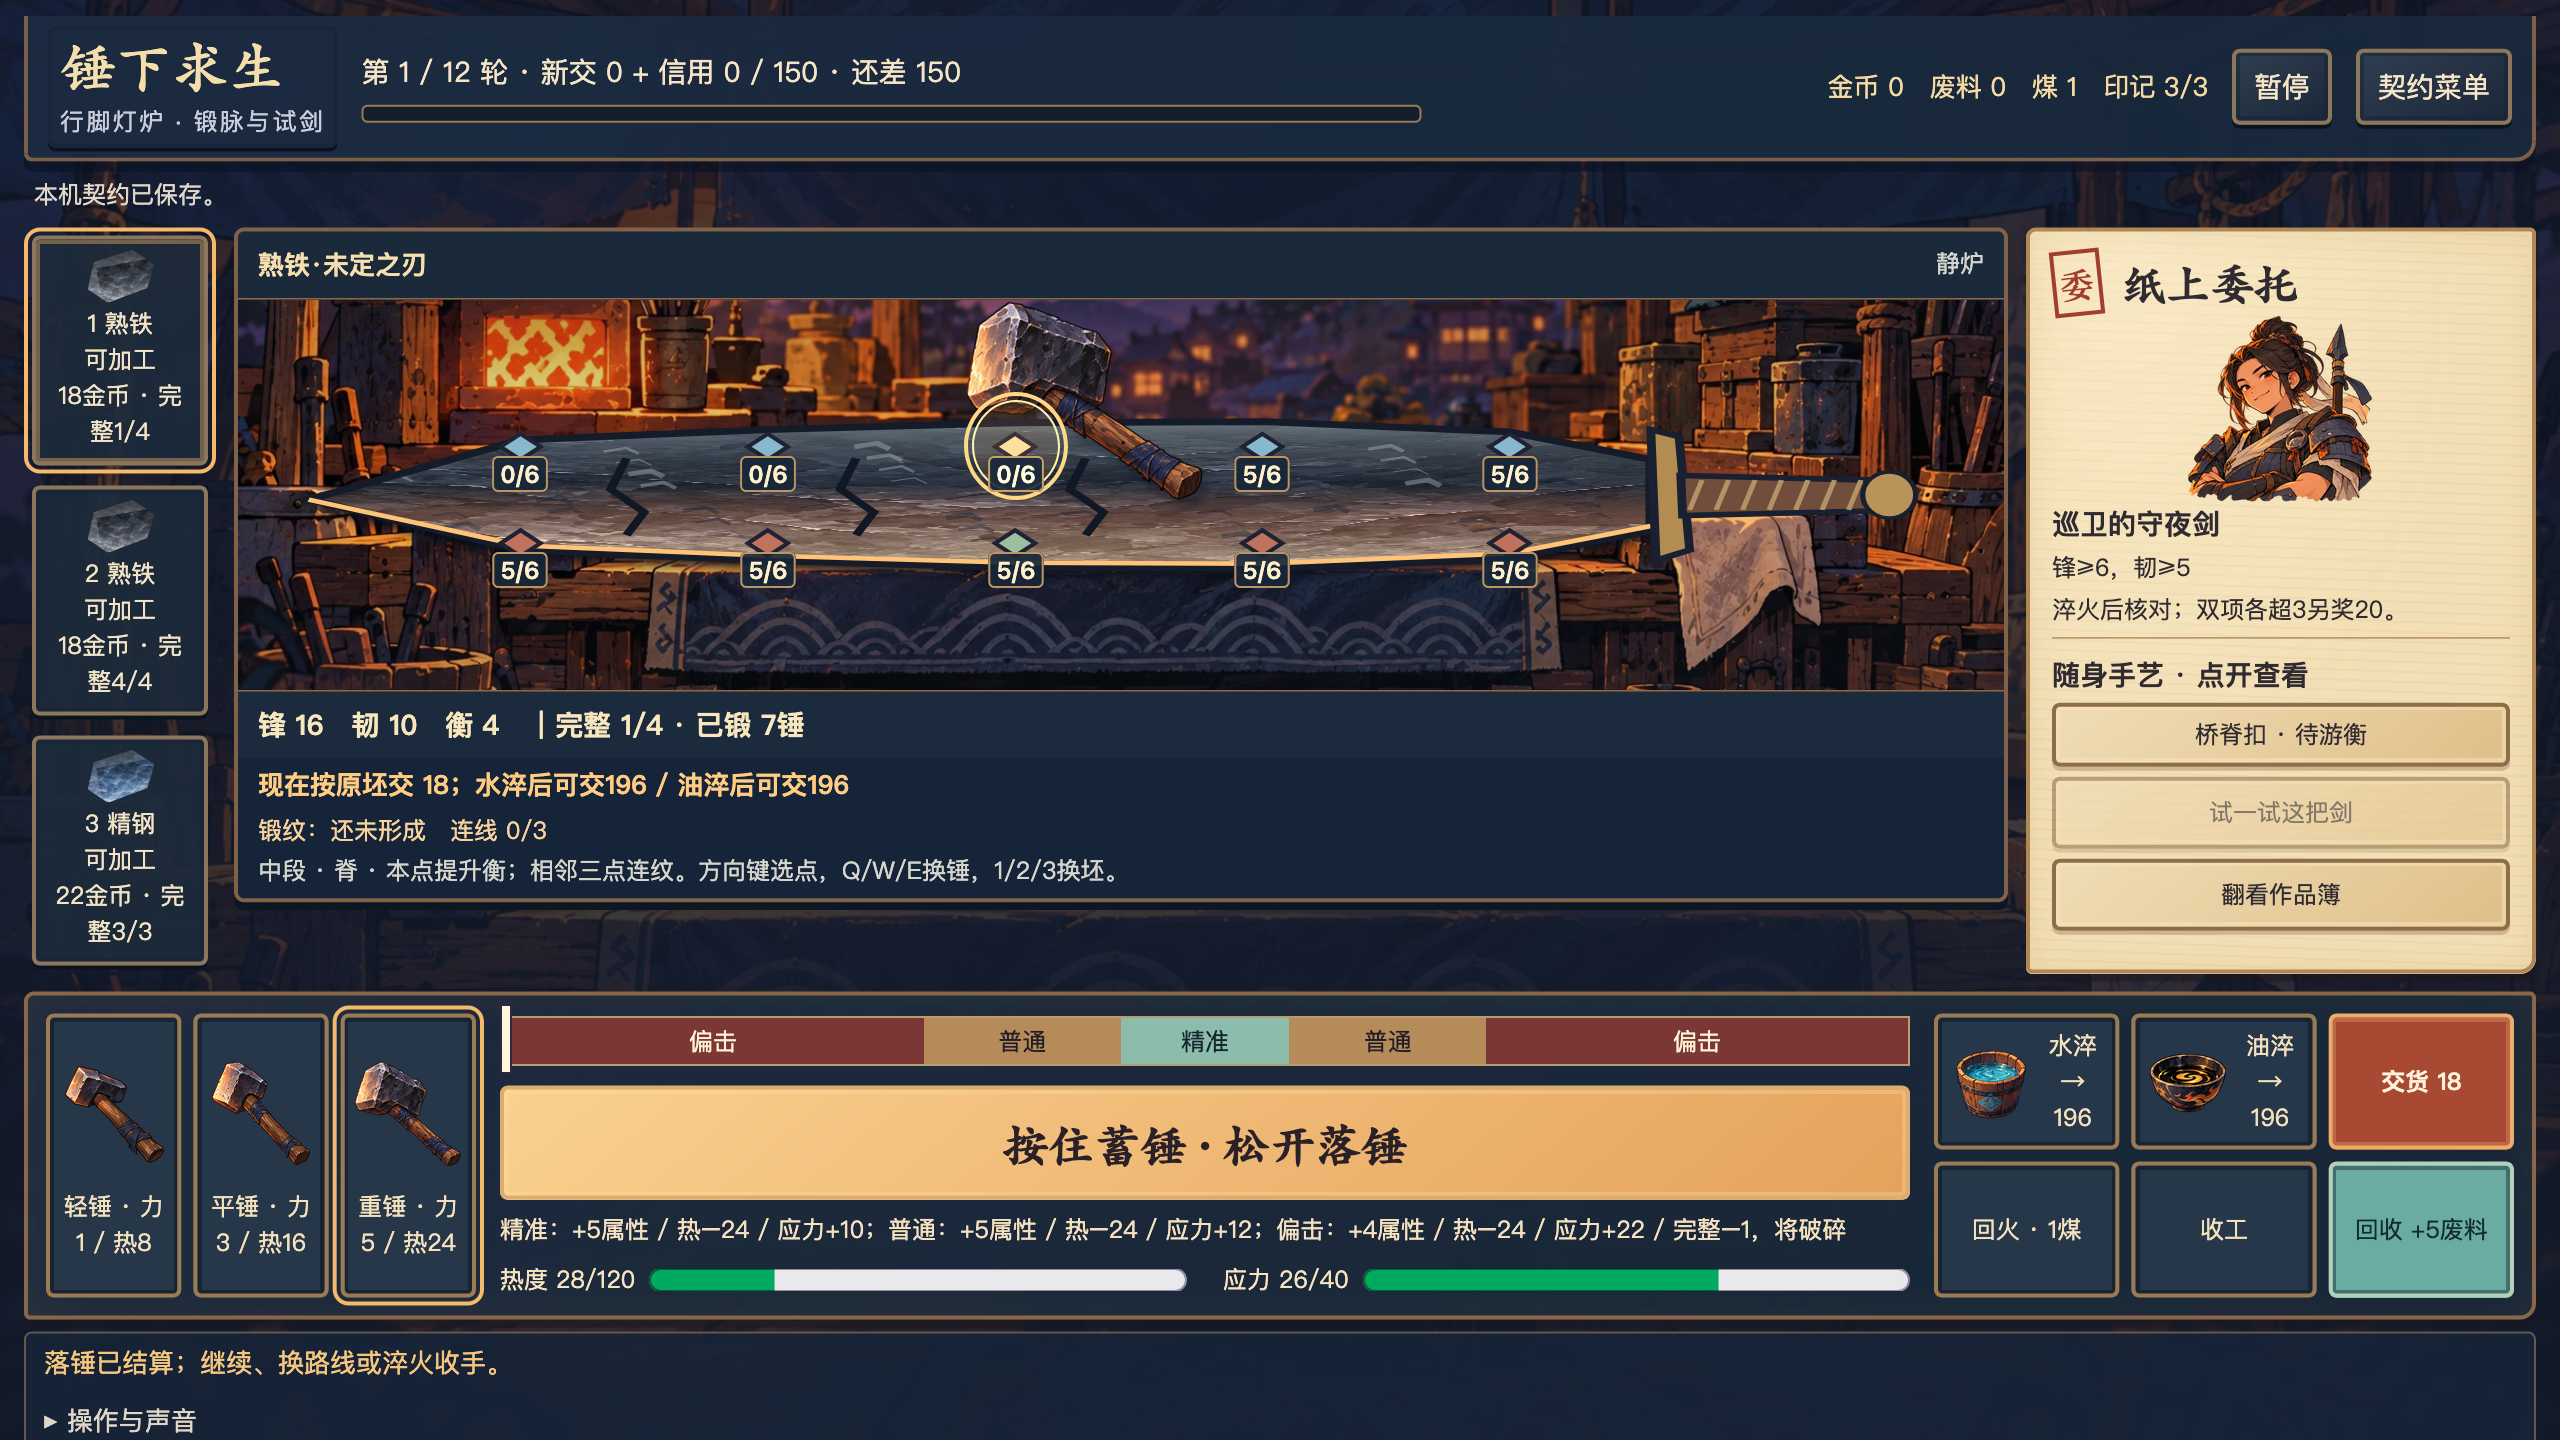 锤下求生
行脚灯炉 · 锻脉与试剑
第 1 / 12 轮 · 新交 0 + 信用 0 / 150 · 还差 150
金币 0 废料 0 煤 1 印记 3/3
暂停
契约菜单
本机契约已保存。
1 熟铁
可加工
18金币 · 完
整1/4
2 熟铁
可加工
18金币 · 完
整4/4
3 精钢
可加工
22金币 · 完
整3/3
熟铁·未定之刃
静炉
0/6 0/6 0/6 5/6 5/6
5/6 5/6 5/6 5/6 5/6
锋 16 韧 10 衡 4 | 完整 1/4 · 已锻 7锤
现在按原坯交 18；水淬后可交196 / 油淬后可交196
锻纹：还未形成 连线 0/3
中段 · 脊 · 本点提升衡；相邻三点连纹。方向键选点，Q/W/E换锤，1/2/3换坯。
委
纸上委托
巡卫的守夜剑
锋≥6，韧≥5
淬火后核对；双项各超3另奖20。
随身手艺 · 点开查看
桥脊扣 · 待游衡
试一试这把剑
翻看作品簿
轻锤 · 力
1 / 热8
平锤 · 力
3 / 热16
重锤 · 力
5 / 热24
偏击 普通 精准 普通 偏击
按住蓄锤·松开落锤
精准：+5属性 / 热−24 / 应力+10；普通：+5属性 / 热−24 / 应力+12；偏击：+4属性 / 热−24 / 应力+22 / 完整−1，将破碎
热度 28/120
应力 26/40
水淬
→
196
油淬
→
196
交货 18
回火 · 1煤
收工
回收 +5废料
落锤已结算；继续、换路线或淬火收手。
▸ 操作与声音